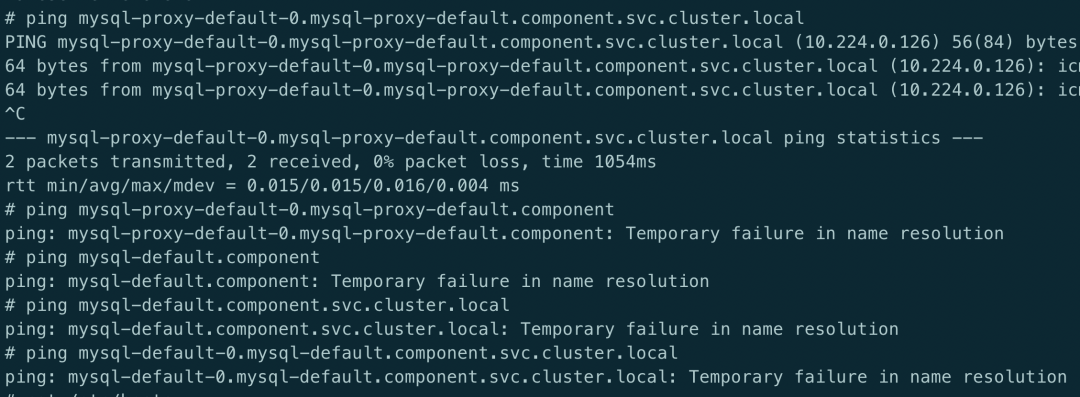 # ping mysql-proxy-default-0.mysql-proxy-default.component.svc.cluster.local
PING mysql-proxy-default-0.mysql-proxy-default.component.svc.cluster.local (10.224.0.126) 56(84) bytes
64 bytes from mysql-proxy-default-0.mysql-proxy-default.component.svc.cluster.local (10.224.0.126):
64 bytes from mysql-proxy-default-0.mysql-proxy-default.component.svc.cluster.local (10.224.0.126):
^C
--- mysql-proxy-default-0.mysql-proxy-default.component.svc.cluster.local ping statistics ---
2 packets transmitted, 2 received, 0% packet loss, time 1054ms
rtt min/avg/max/mdev = 0.015/0.015/0.016/0.004 ms
# ping mysql-proxy-default-0.mysql-proxy-default.component
ping: mysql-proxy-default-0.mysql-proxy-default.component: Temporary failure in name resolution
# ping mysql-default.component
ping: mysql-default.component: Temporary failure in name resolution
# ping mysql-default.component.svc.cluster.local
ping: mysql-default.component.svc.cluster.local: Temporary failure in name resolution
# ping mysql-default-0.mysql-default.component.svc.cluster.local
ping: mysql-default-0.mysql-default.component.svc.cluster.local: Temporary failure in name resolution